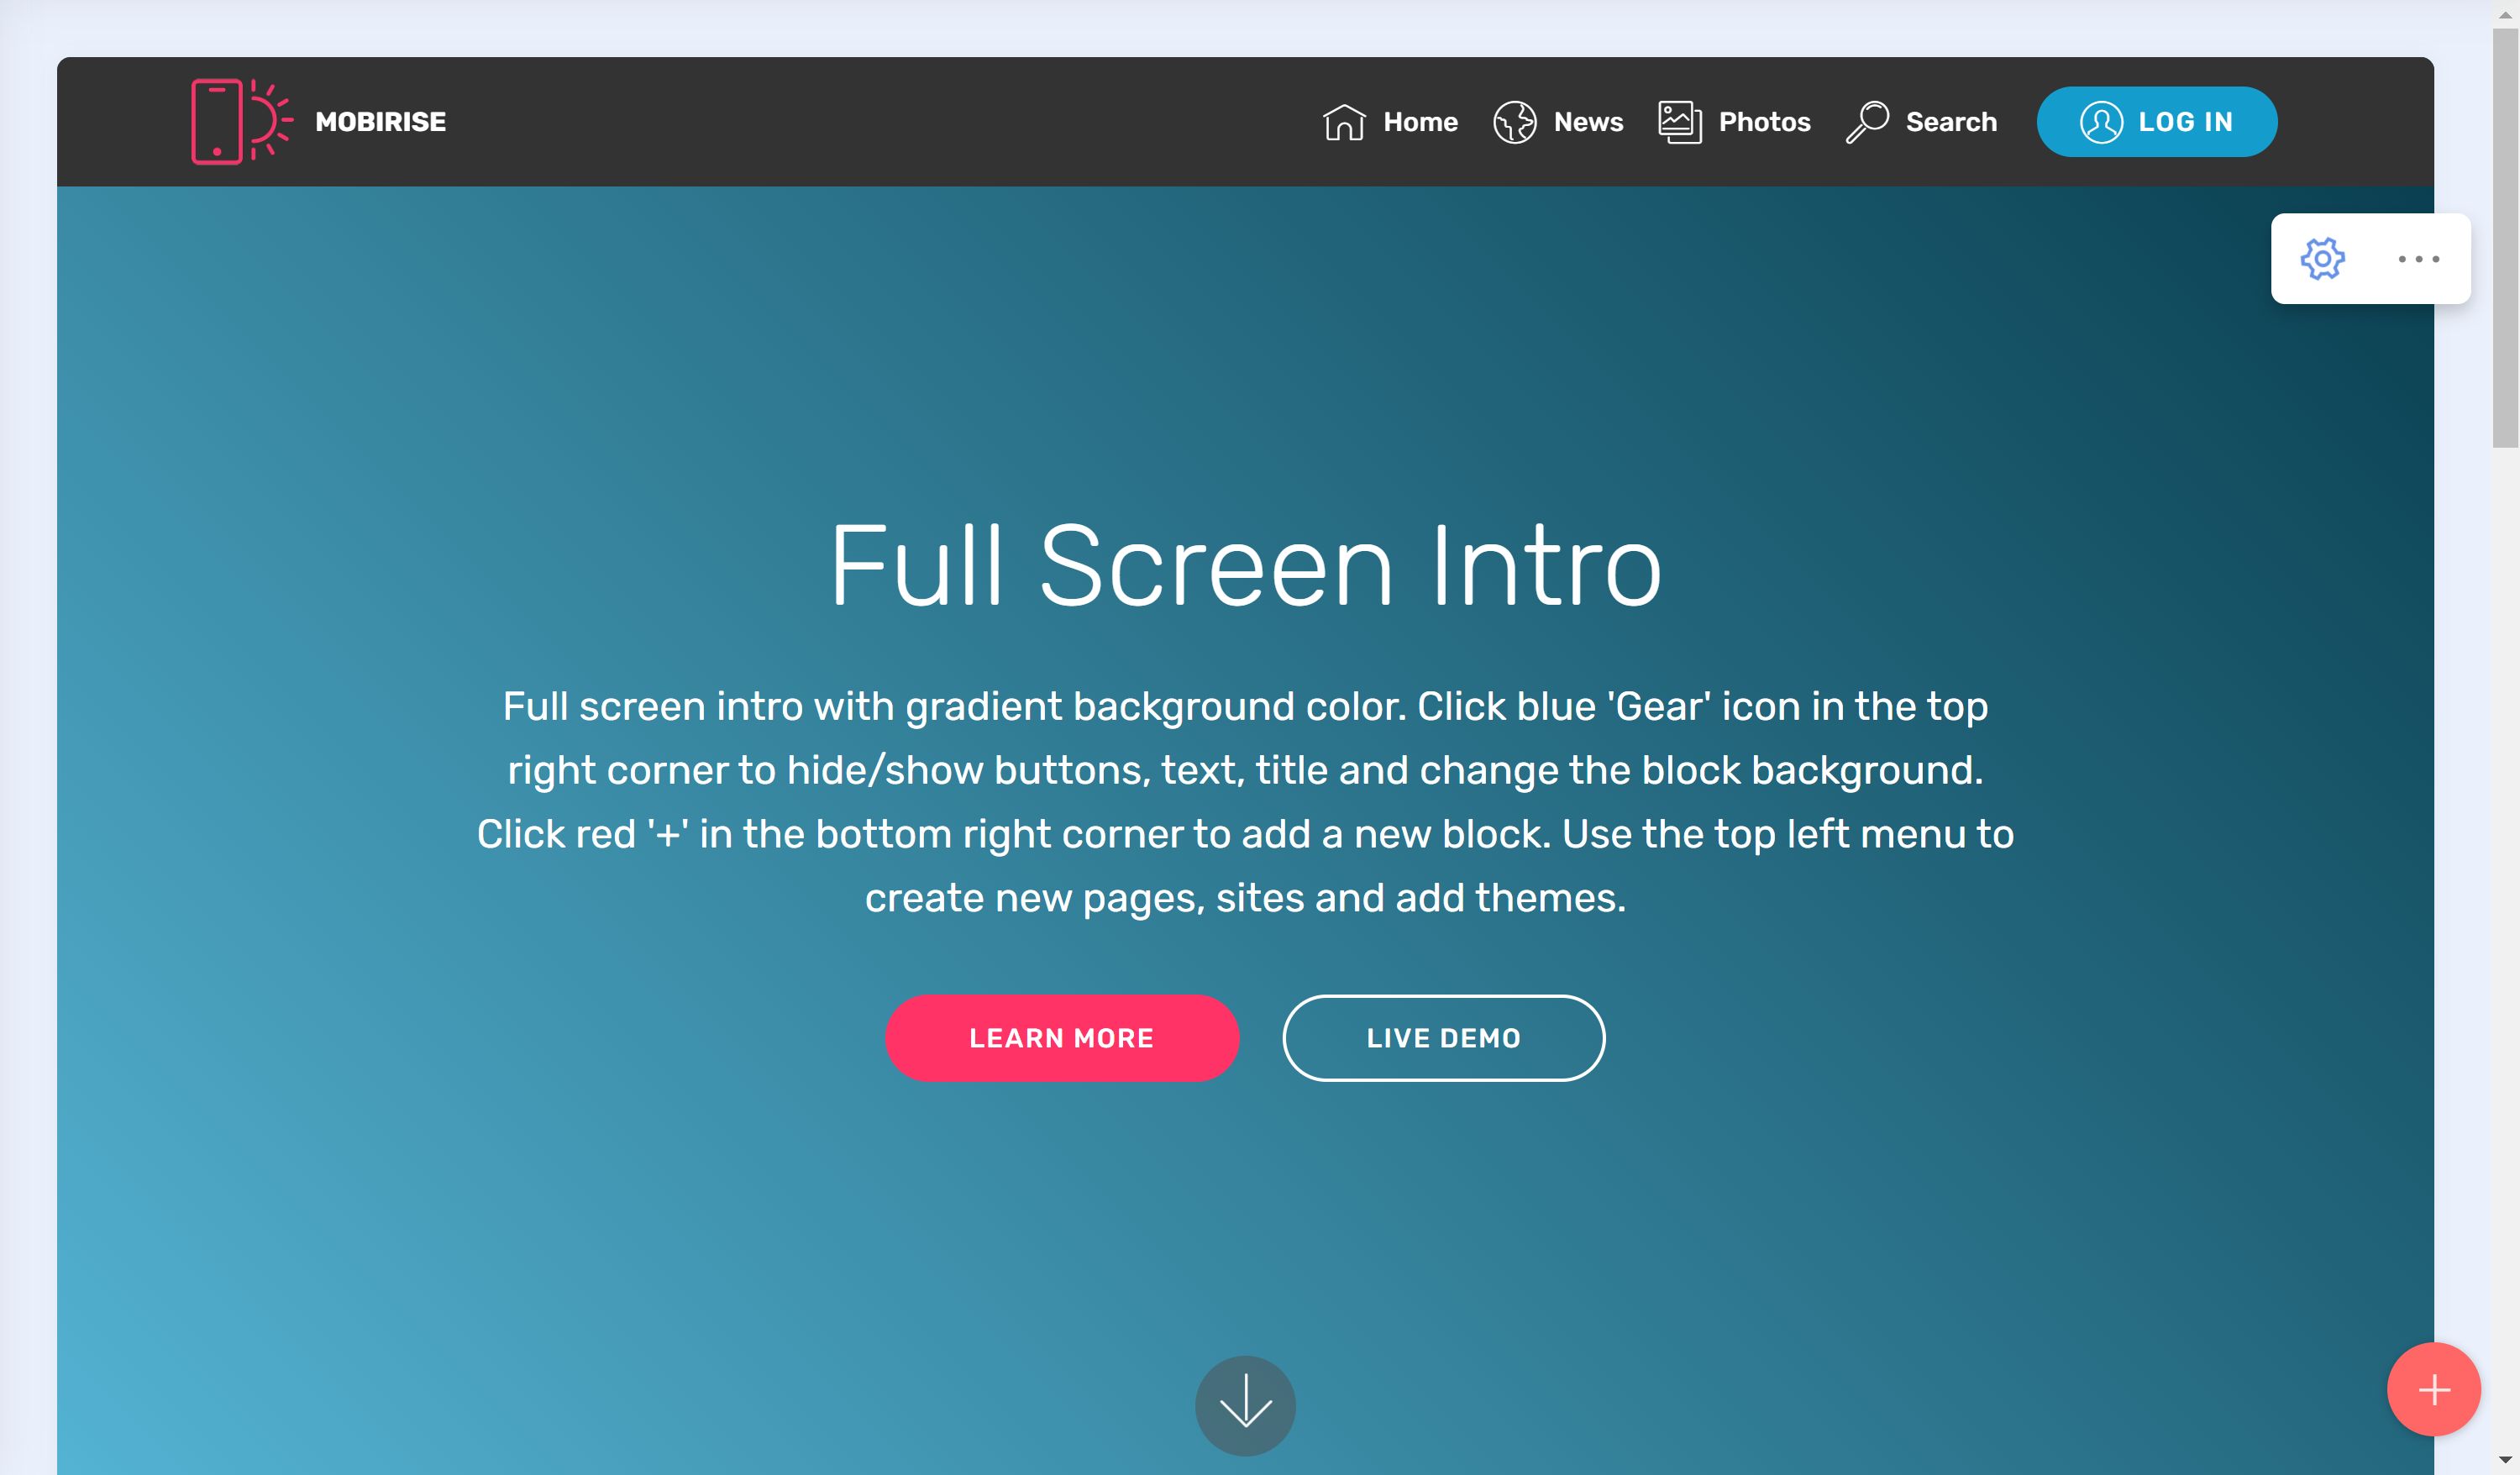 MOBIRISE
Home News Photos Search LOG IN
Full Screen Intro
Full screen intro with gradient background color. Click blue 'Gear' icon in the top
right corner to hide/show buttons, text, title and change the block background.
Click red '+' in the bottom right corner to add a new block. Use the top left menu to
create new pages, sites and add themes.
LEARN MORE LIVE DEMO